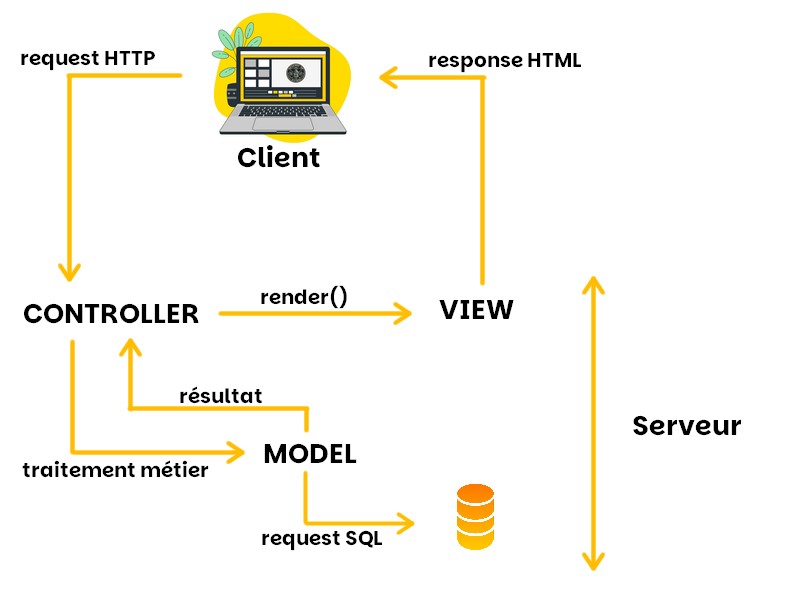 request HTTP
response HTML
Client
CONTROLLER
render()
VIEW
résultat
Serveur
MODEL
traitement métier
request SQL